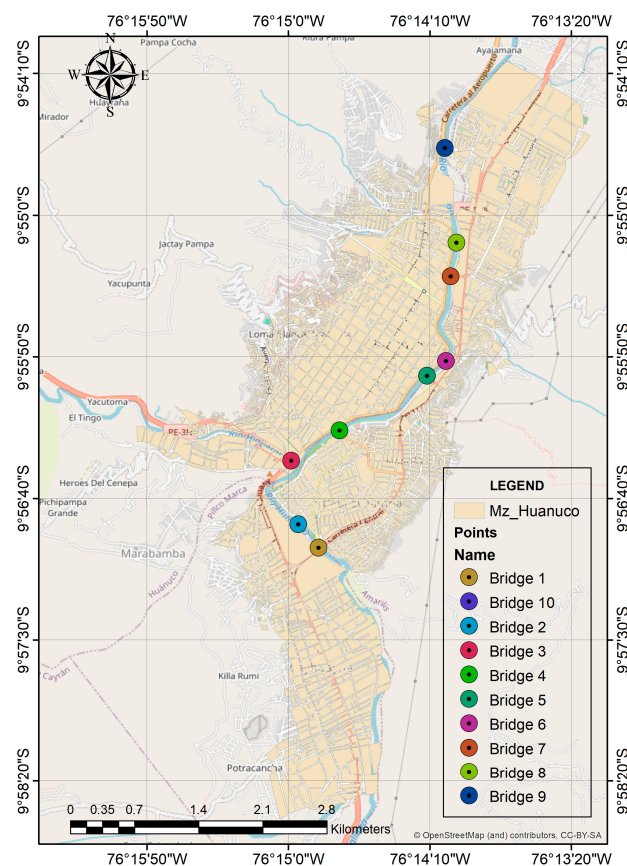 76°15'50"W 76°15'0"W 76°14'10"W 76°13'20"W
N
W E
S
Pampa Cocha
Ayajamana
9°54'10"S 9°54'10"S
Carretera al Aeropuerto
9°55'0"S 9°55'0"S
Jactay Pampa
Yacupunta
9°55'50"S 9°55'50"S
Yacutoma
El Tingo
PE-3N
Heroes Del Cenepa
Pichipampa
Grande
9°56'40"S 9°56'40"S
Pillco Marca
Marabamba
Huánuco
Amarilis
9°57'30"S 9°57'30"S
Cayrán
Killa Rumi
Potracancha
9°58'20"S 9°58'20"S
LEGEND
Mz_Huanuco
Points
Name
Bridge 1
Bridge 10
Bridge 2
Bridge 3
Bridge 4
Bridge 5
Bridge 6
Bridge 7
Bridge 8
Bridge 9
0 0.35 0.7 1.4 2.1 2.8
Kilometers
© OpenStreetMap (and) contributors, CC-BY-SA
76°15'50"W 76°15'0"W 76°14'10"W 76°13'20"W